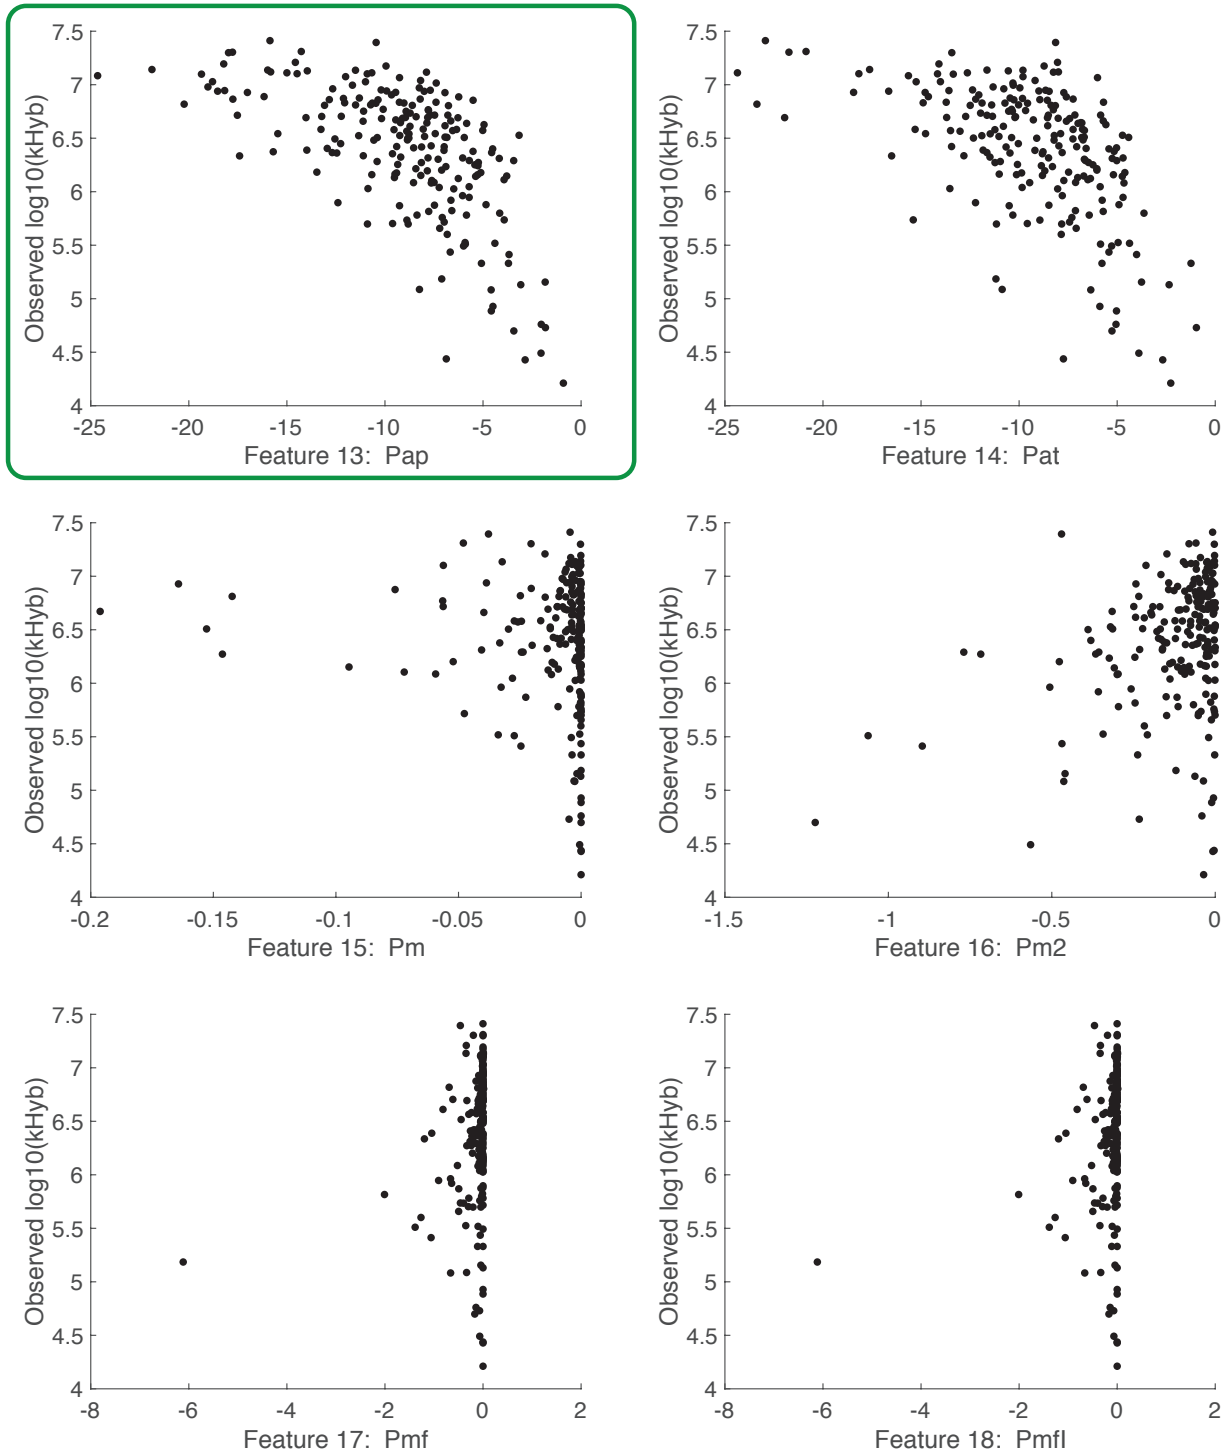 7.5
7
6.5
6
5.5
5
4.5
4
Observed log10(kHyb)
-25 -20 -15 -10 -5 0
Feature 13: Pap
7.5
7
6.5
6
5.5
5
4.5
4
Observed log10(kHyb)
-25 -20 -15 -10 -5 0
Feature 14: Pat
7.5
7
6.5
6
5.5
5
4.5
4
Observed log10(kHyb)
-0.2 -0.15 -0.1 -0.05 0
Feature 15: Pm
7.5
7
6.5
6
5.5
5
4.5
4
Observed log10(kHyb)
-1.5 -1 -0.5 0
Feature 16: Pm2
7.5
7
6.5
6
5.5
5
4.5
4
Observed log10(kHyb)
-8 -6 -4 -2 0 2
Feature 17: Pmf
7.5
7
6.5
6
5.5
5
4.5
4
Observed log10(kHyb)
-8 -6 -4 -2 0 2
Feature 18: PmfI